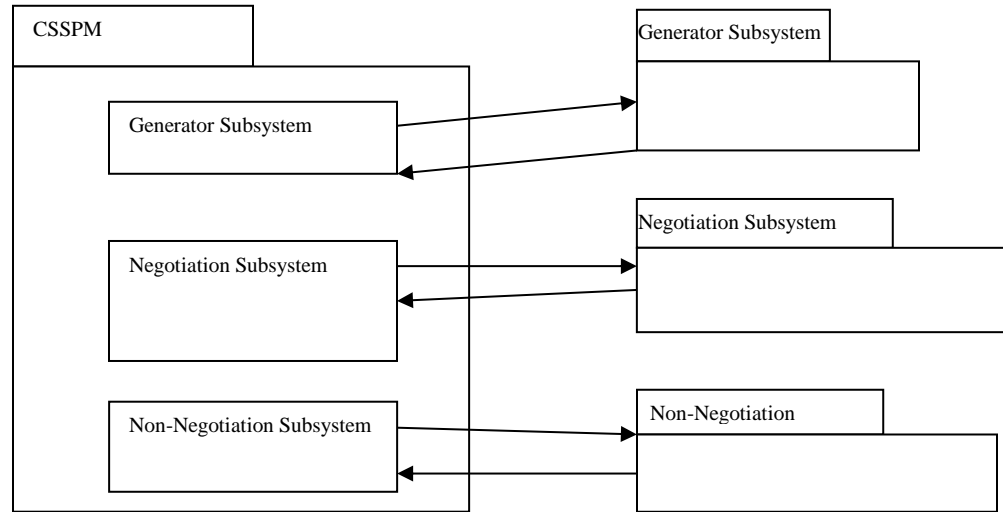 CSSPM
Generator Subsystem
Generator Subsystem
Negotiation Subsystem
Negotiation Subsystem
Non-Negotiation Subsystem
Non-Negotiation